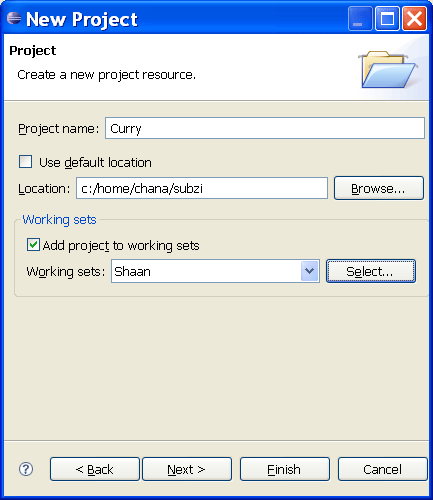 New Project
Project
Create a new project resource.
Project name: Curry
Use default location
Location: c:/home/chana/subzi Browse...
Working sets
Add project to working sets
Working sets: Shaan Select...
? < Back Next > Finish Cancel